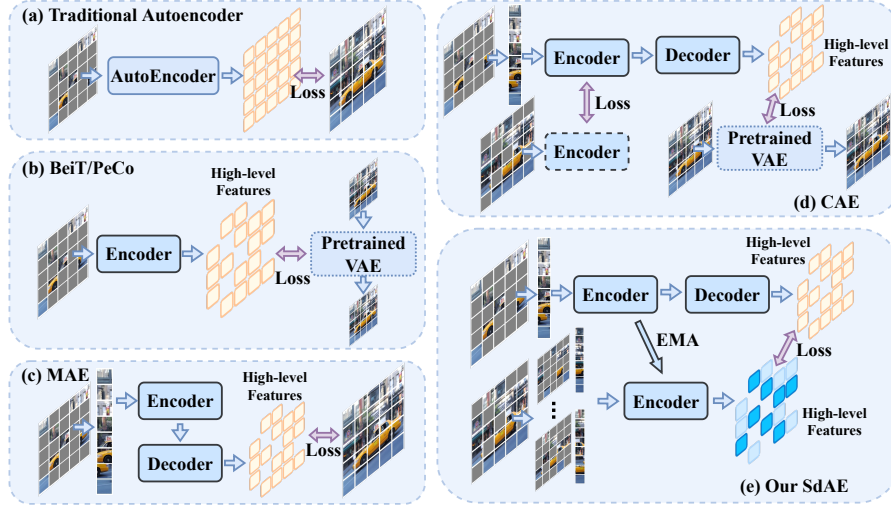 (a) Traditional Autoencoder
AutoEncoder
Loss
(b) BeiT/PeCo
High-level
Features
Encoder
Loss
Pretrained
VAE
(c) MAE
Encoder
Decoder
High-level
Features
Loss
Encoder
Decoder
High-level
Features
Loss
Loss
Encoder
Pretrained
VAE
(d) CAE
High-level
Features
Encoder
Decoder
EMA
Loss
Encoder
High-level
Features
(e) Our SdAE